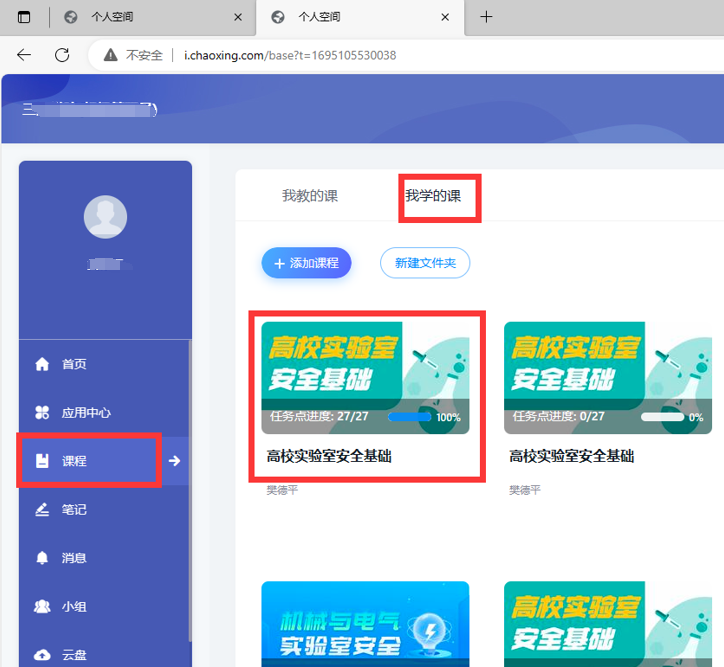 个人空间
个人空间
不安全
i.chaoxing.com/base?t=1695105530038
我教的课
我学的课
添加课程
新建文件夹
首页
应用中心
课程
笔记
消息
小组
云盘
高校实验室
安全基础
任务点进度: 27/27
100%
高校实验室安全基础
樊德平
高校实验室
安全基础
任务点进度: 0/27
0%
高校实验室安全基础
樊德平
机械与电气
实验室安全
高校实验室
安全基础